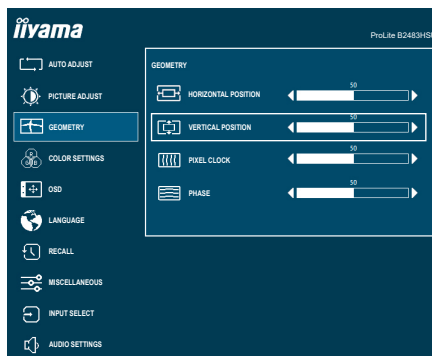 iiyama
ProLite B2483HS
AUTO ADJUST
PICTURE ADJUST
GEOMETRY
COLOR SETTINGS
R
G B
OSD
LANGUAGE
RECALL
MISCELLANEOUS
INPUT SELECT
AUDIO SETTINGS
GEOMETRY
HORIZONTAL POSITION
50
VERTICAL POSITION
50
PIXEL CLOCK
50
PHASE
50